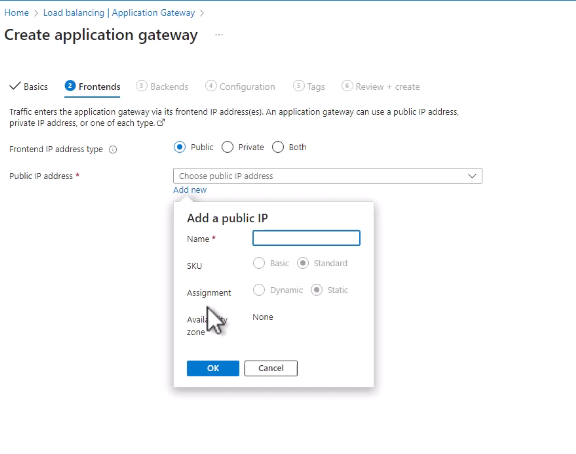 Home > Load balancing | Application Gateway >
Create application gateway ...
Basics 2 Frontends 3 Backends 4 Configuration 5 Tags 6 Review + create
Traffic enters the application gateway via its frontend IP address(es). An application gateway can use a public IP address,
private IP address, or one of each type.
Frontend IP address type Public Private Both
Public IP address * Choose public IP address
Add new
Add a public IP
Name *
SKU Basic Standard
Assignment Dynamic Static
Availability None
zone
OK Cancel